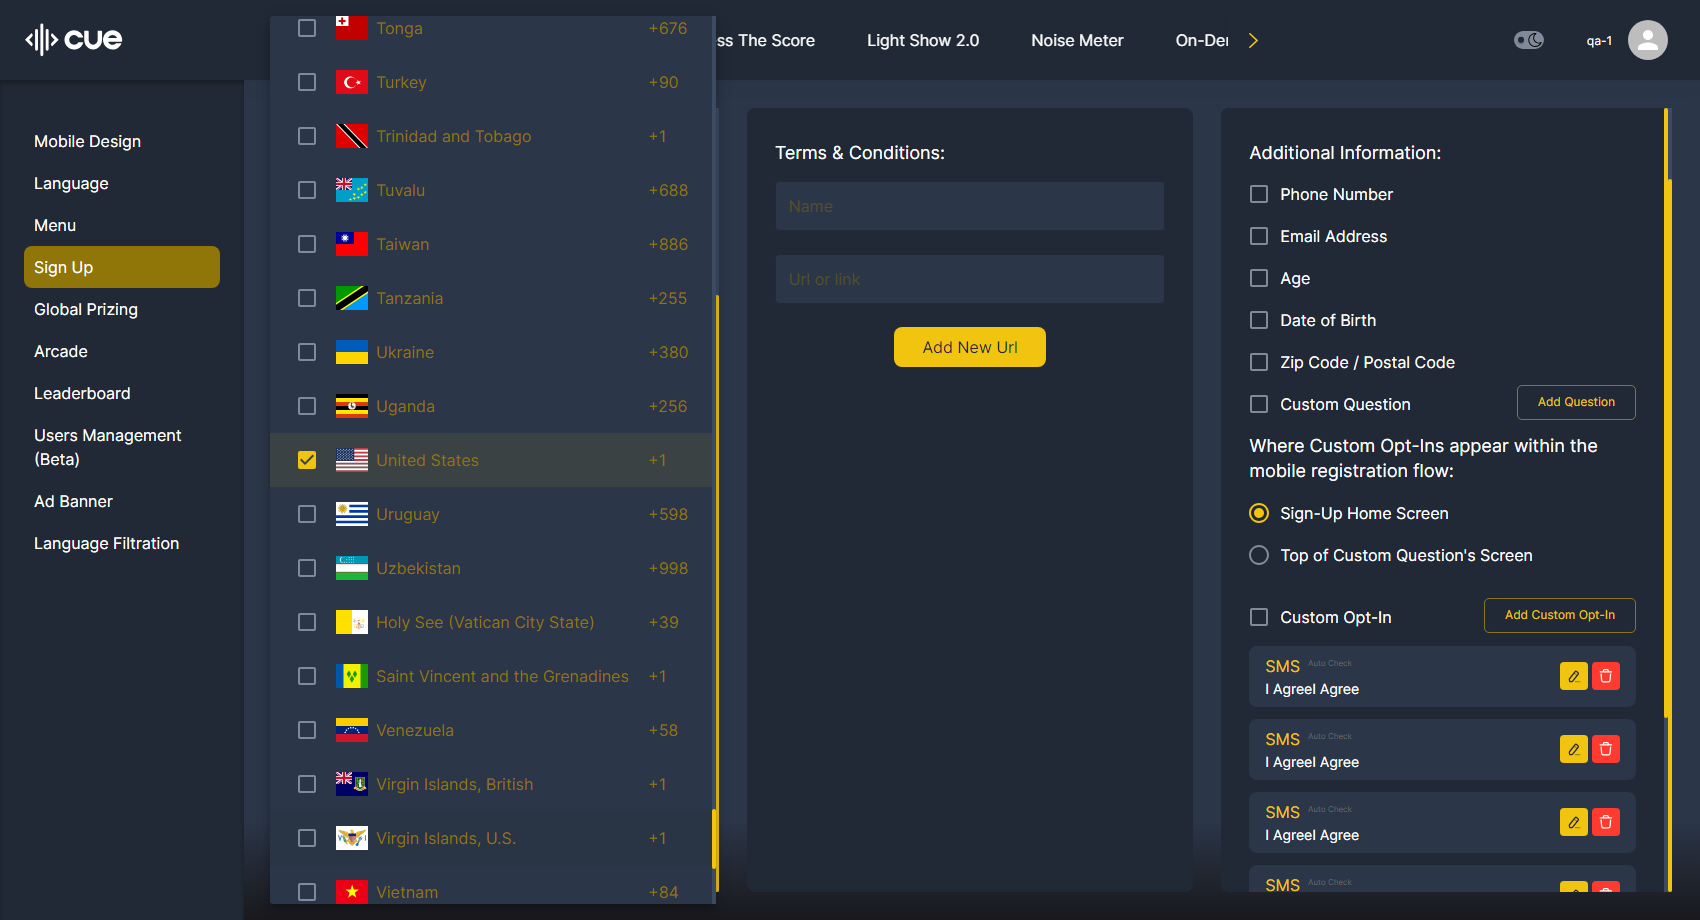 cue
ss The Score
Light Show 2.0
Noise Meter
On-Der
qa-1
Mobile Design
Language
Menu
Sign Up
Global Prizing
Arcade
Leaderboard
Users Management
(Beta)
Ad Banner
Language Filtration
Tonga +676
Turkey +90
Trinidad and Tobago +1
Tuvalu +688
Taiwan +886
Tanzania +255
Ukraine +380
Uganda +256
United States +1
Uruguay +598
Uzbekistan +998
Holy See (Vatican City State) +39
Saint Vincent and the Grenadines +1
Venezuela +58
Virgin Islands, British +1
Virgin Islands, U.S. +1
Vietnam +84
Terms & Conditions:
Name
Url or link
Add New Url
Additional Information:
Phone Number
Email Address
Age
Date of Birth
Zip Code / Postal Code
Custom Question
Add Question
Where Custom Opt-Ins appear within the
mobile registration flow:
Sign-Up Home Screen
Top of Custom Question's Screen
Custom Opt-In
Add Custom Opt-In
SMS Auto Check
I AgreeI Agree
SMS Auto Check
I AgreeI Agree
SMS Auto Check
I AgreeI Agree
SMS Auto Check